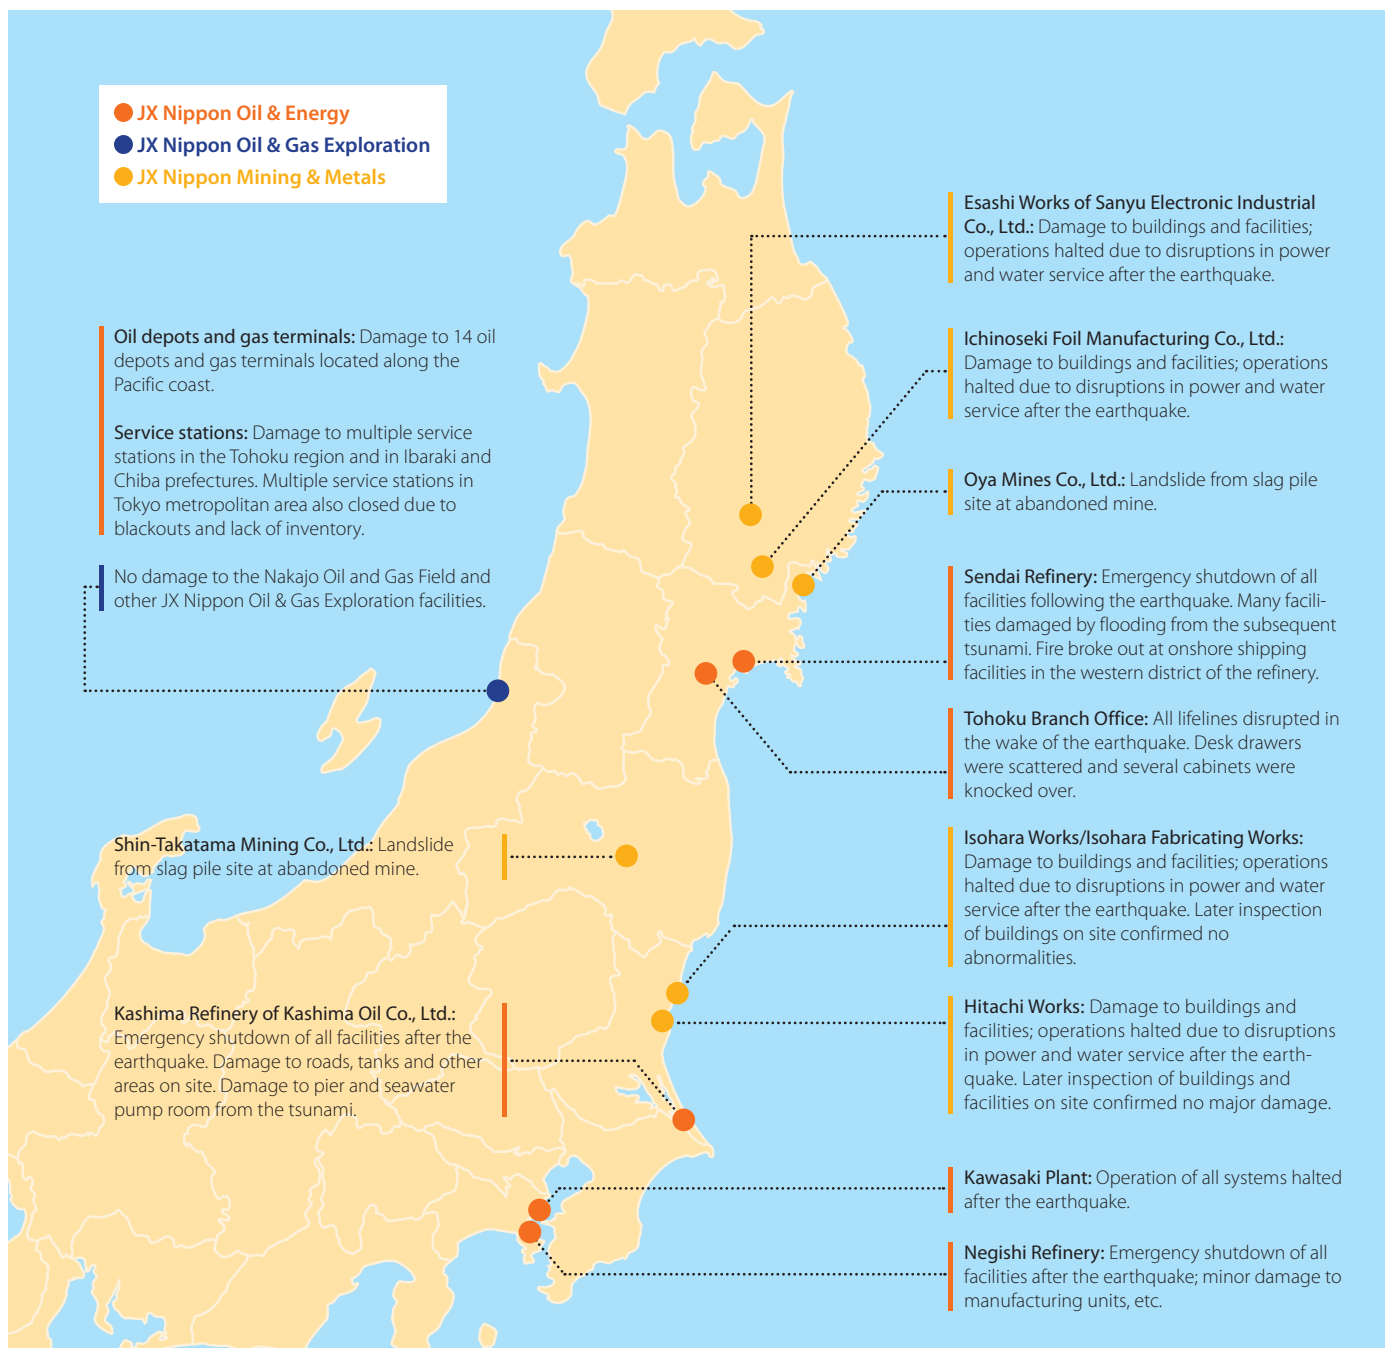 JX Nippon Oil & Energy
JX Nippon Oil & Gas Exploration
JX Nippon Mining & Metals
Oil depots and gas terminals: Damage to 14 oil
depots and gas terminals located along the
Pacific coast.
Service stations: Damage to multiple service
stations in the Tohoku region and in Ibaraki and
Chiba prefectures. Multiple service stations in
Tokyo metropolitan area also closed due to
blackouts and lack of inventory.
No damage to the Nakajo Oil and Gas Field and
other JX Nippon Oil & Gas Exploration facilities.
Shin-Takatama Mining Co., Ltd.: Landslide
from slag pile site at abandoned mine.
Kashima Refinery of Kashima Oil Co., Ltd.:
Emergency shutdown of all facilities after the
earthquake. Damage to roads, tanks and other
areas on site. Damage to pier and seawater
pump room from the tsunami.
Esashi Works of Sanyu Electronic Industrial
Co., Ltd.: Damage to buildings and facilities;
operations halted due to disruptions in power
and water service after the earthquake.
Ichinoseki Foil Manufacturing Co., Ltd.:
Damage to buildings and facilities; operations
halted due to disruptions in power and water
service after the earthquake.
Oya Mines Co., Ltd.: Landslide from slag pile
site at abandoned mine.
Sendai Refinery: Emergency shutdown of all
facilities following the earthquake. Many facili-
ties damaged by flooding from the subsequent
tsunami. Fire broke out at onshore shipping
facilities in the western district of the refinery.
Tohoku Branch Office: All lifelines disrupted in
the wake of the earthquake. Desk drawers
were scattered and several cabinets were
knocked over.
Isohara Works/Isohara Fabricating Works:
Damage to buildings and facilities; operations
halted due to disruptions in power and water
service after the earthquake. Later inspection
of buildings on site confirmed no
abnormalities.
Hitachi Works: Damage to buildings and
facilities; operations halted due to disruptions
in power and water service after the earth-
quake. Later inspection of buildings and
facilities on site confirmed no major damage.
Kawasaki Plant: Operation of all systems halted
after the earthquake.
Negishi Refinery: Emergency shutdown of all
facilities after the earthquake; minor damage to
manufacturing units, etc.